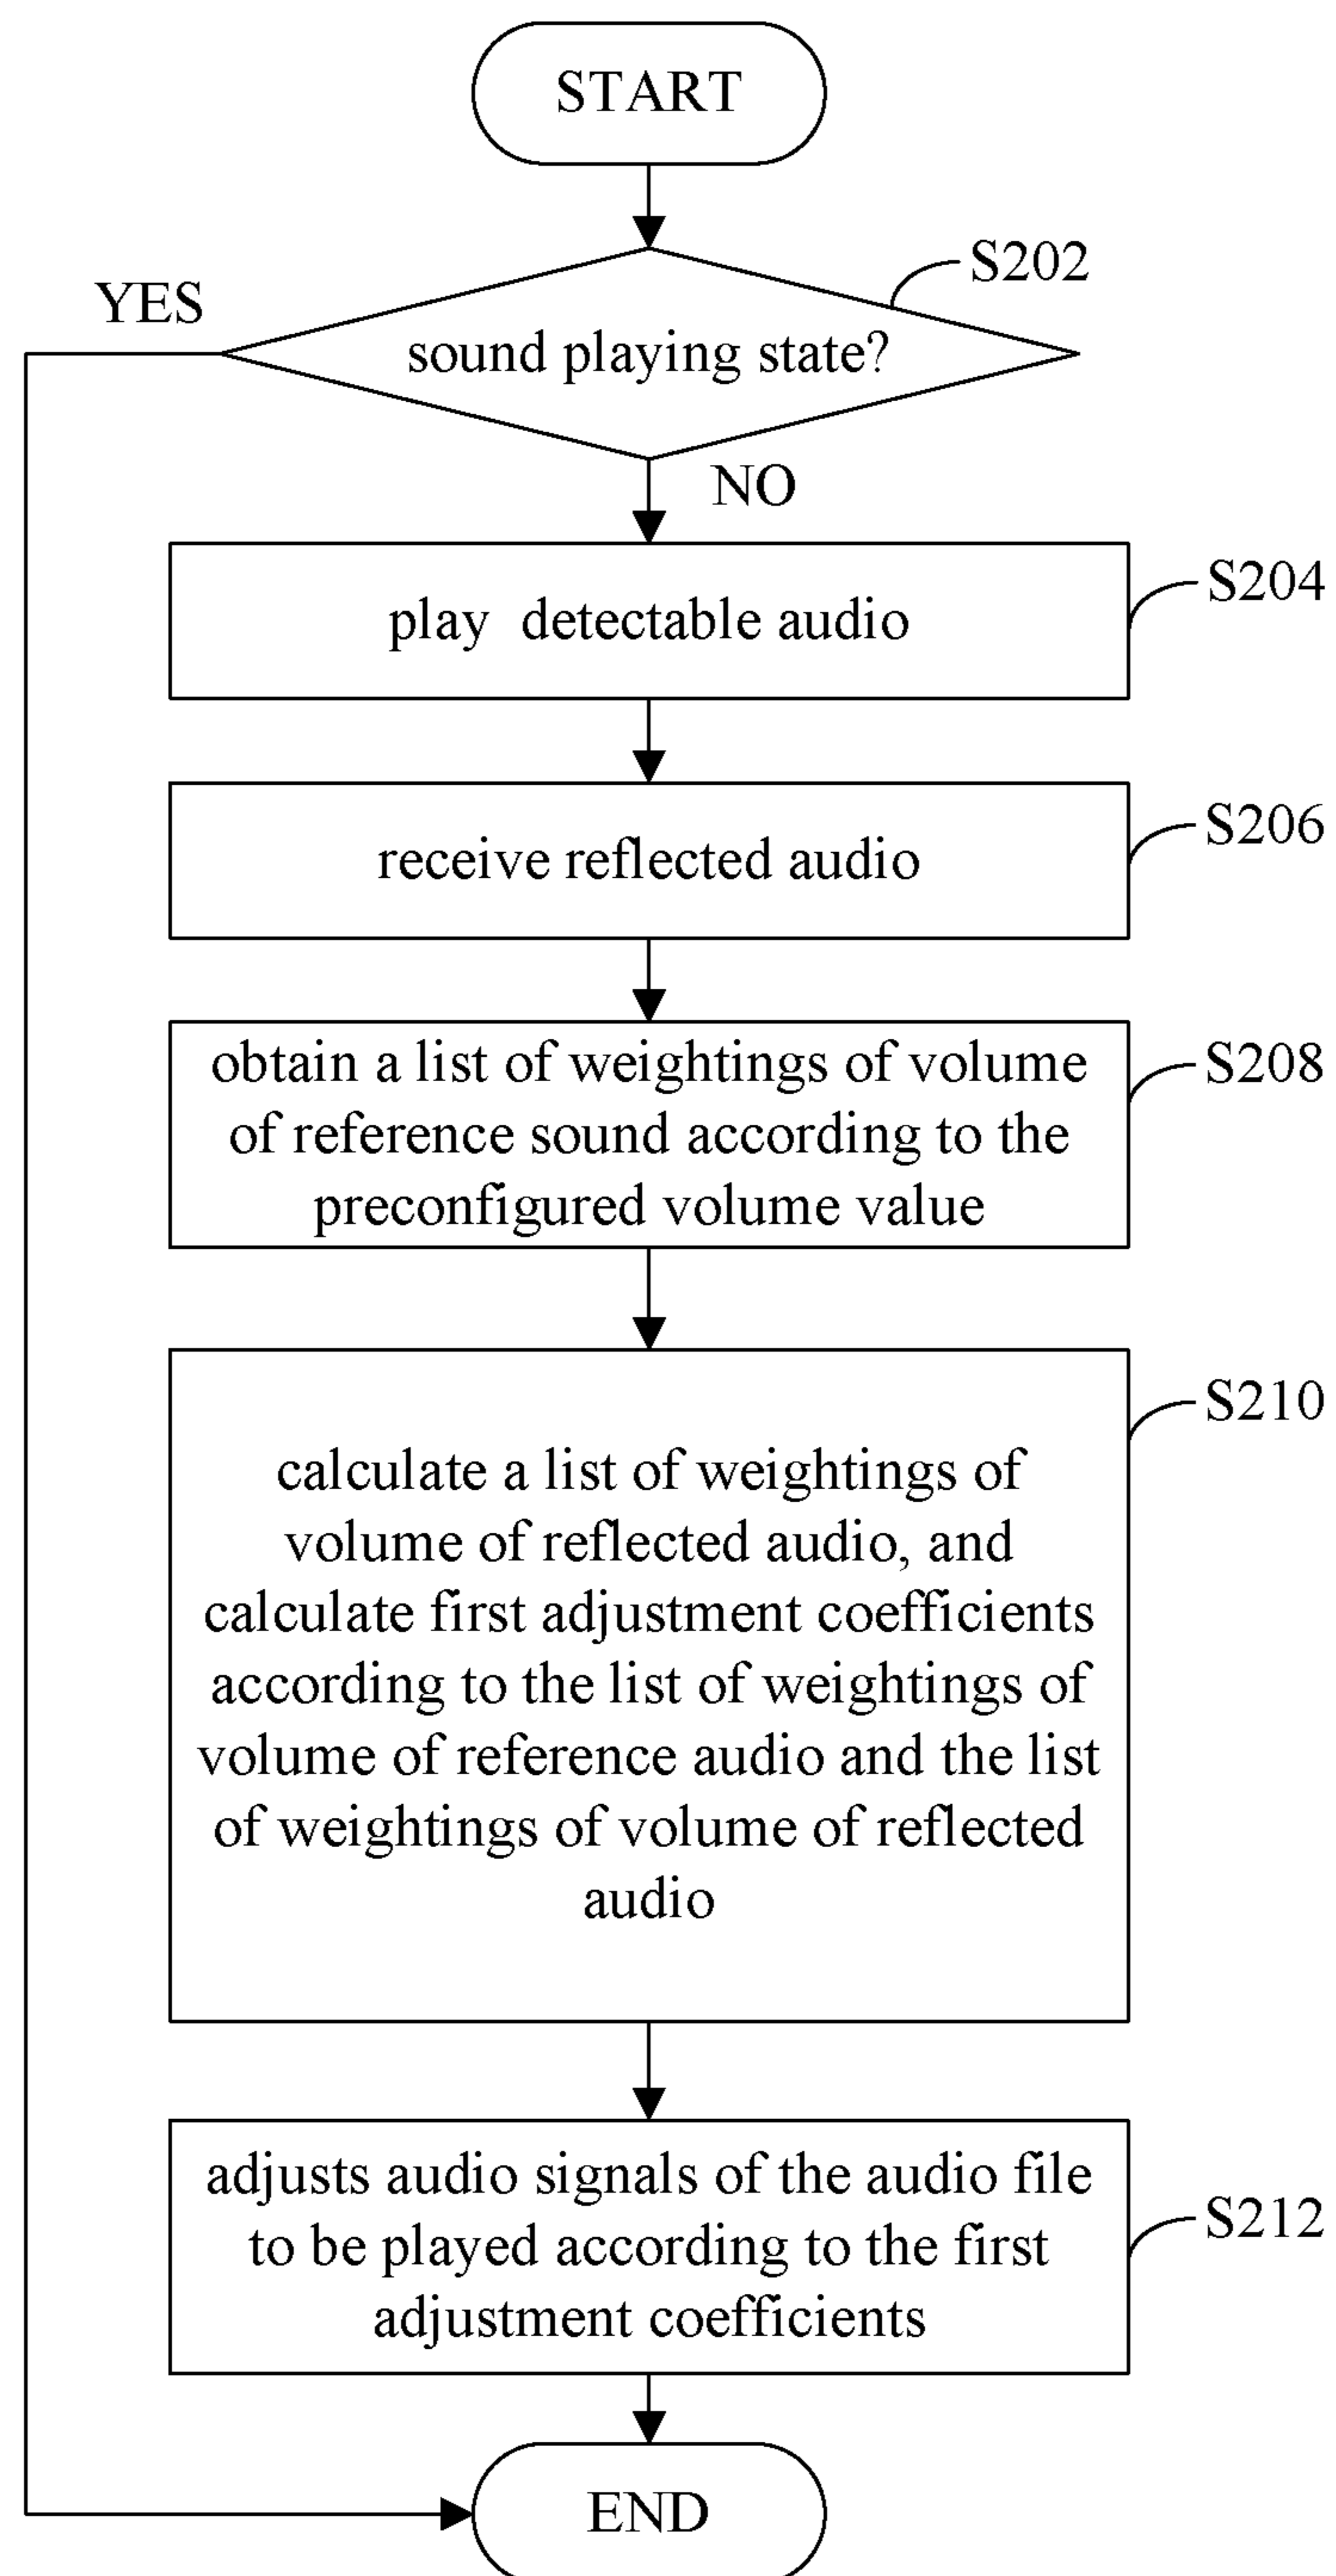 START
S202
YES
sound playing state?
NO
S204
play detectable audio
S206
receive reflected audio
S208
obtain a list of weightings of volume
of reference sound according to the
preconfigured volume value
S210
calculate a list of weightings of
volume of reflected audio, and
calculate first adjustment coefficients
according to the list of weightings of
volume of reference audio and the list
of weightings of volume of reflected
audio
S212
adjusts audio signals of the audio file
to be played according to the first
adjustment coefficients
END